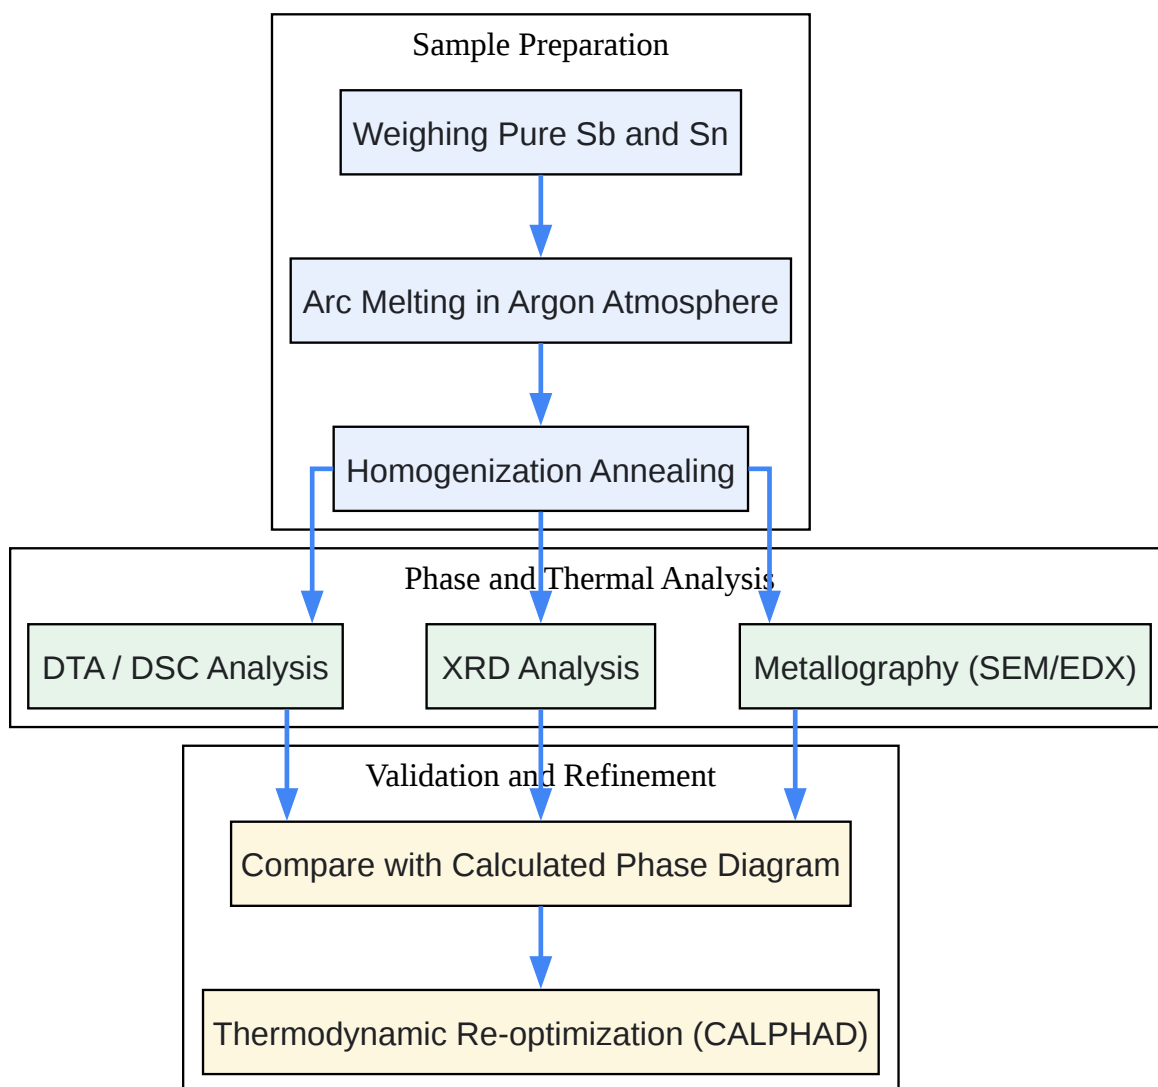 Sample Preparation
Weighing Pure Sb and Sn
Arc Melting in Argon Atmosphere
Homogenization Annealing
Phase and Thermal Analysis
DTA / DSC Analysis
XRD Analysis
Metallography (SEM/EDX)
Validation and Refinement
Compare with Calculated Phase Diagram
Thermodynamic Re-optimization (CALPHAD)